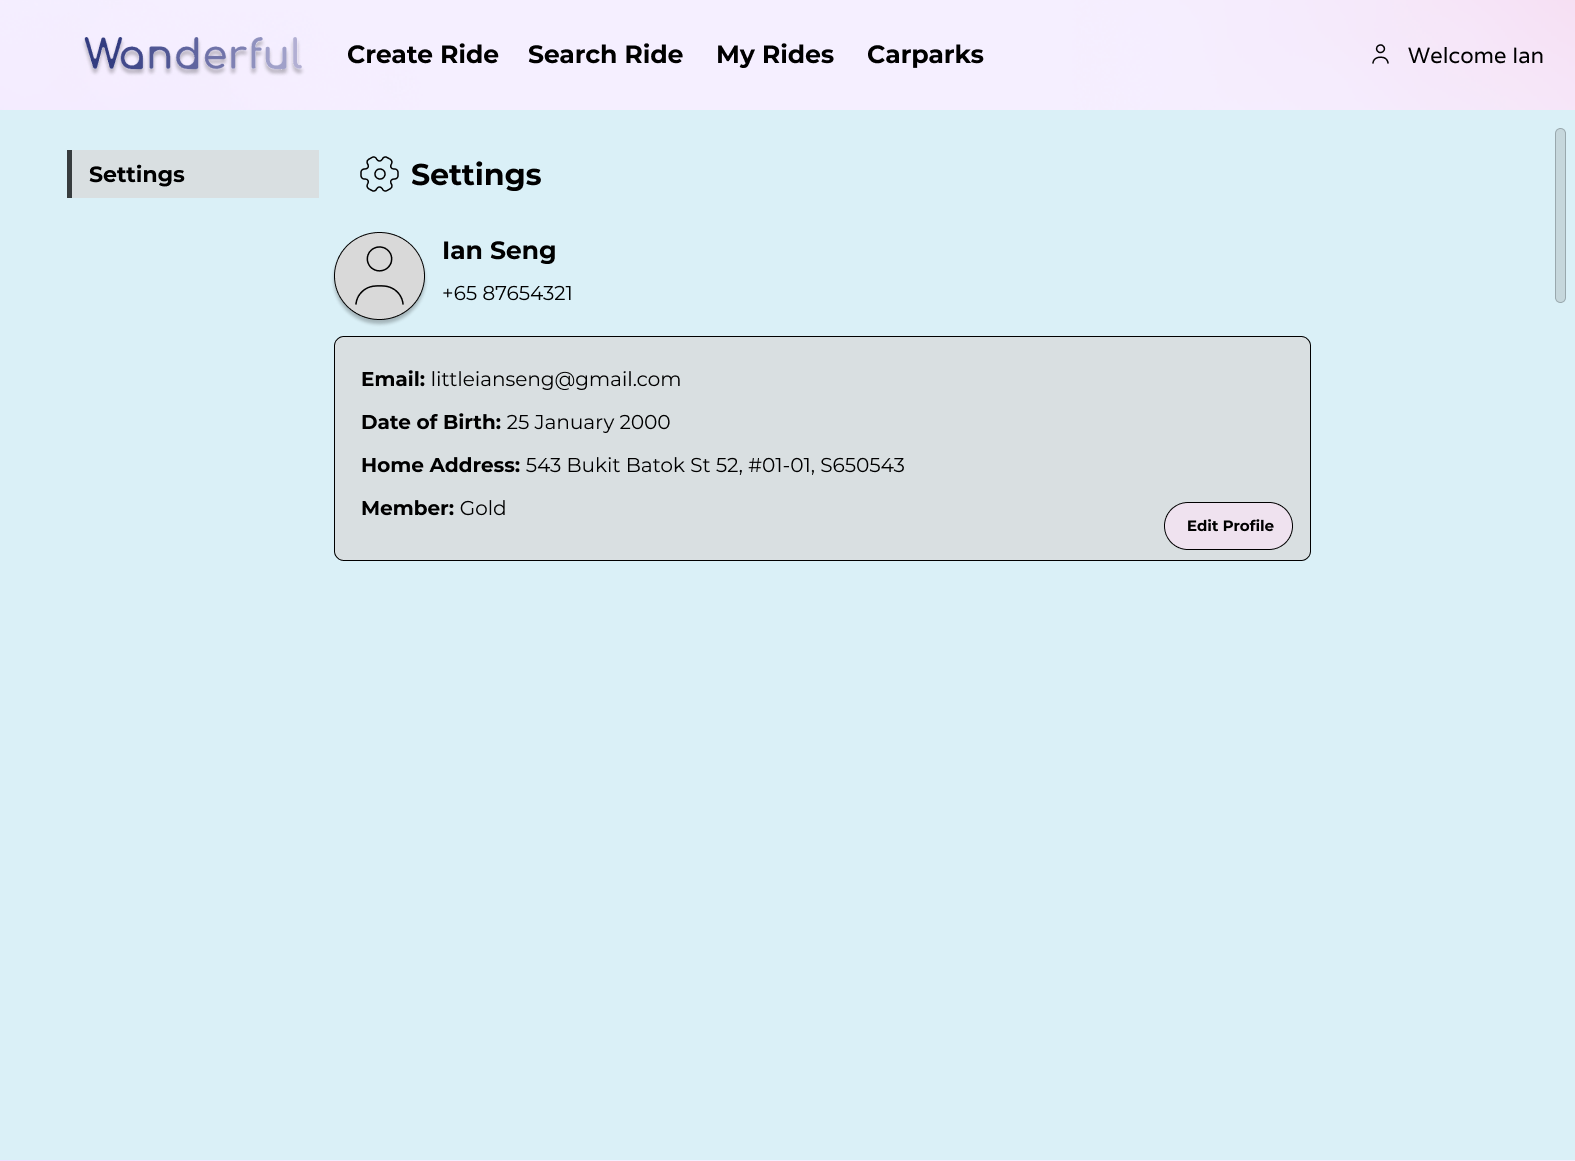 Wanderful Create Ride Search Ride My Rides Carparks Welcome Ian
Settings
Settings
Ian Seng
+65 87654321
Email: littleianseng@gmail.com
Date of Birth: 25 January 2000
Home Address: 543 Bukit Batok St 52, #01-01, S650543
Member: Gold
Edit Profile